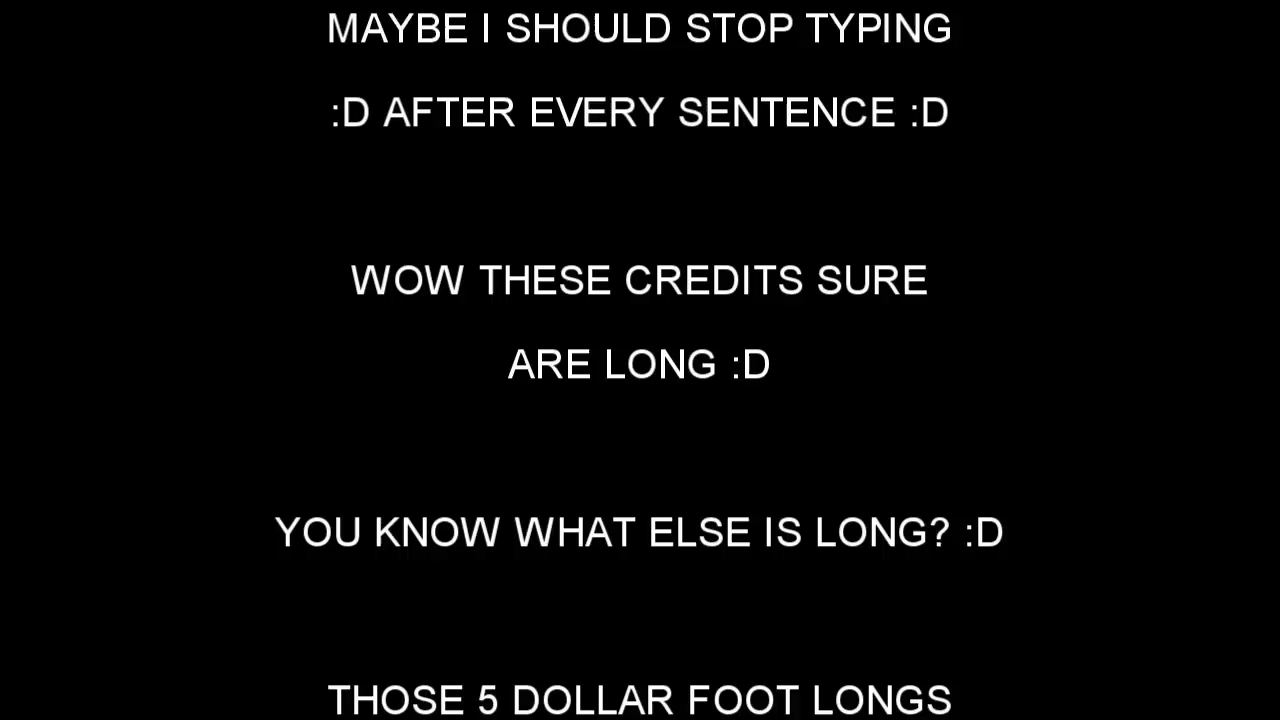 MAYBE I SHOULD STOP TYPING
:D AFTER EVERY SENTENCE :D
WOW THESE CREDITS SURE
ARE LONG :D
YOU KNOW WHAT ELSE IS LONG? :D
THOSE 5 DOLLAR FOOT LONGS